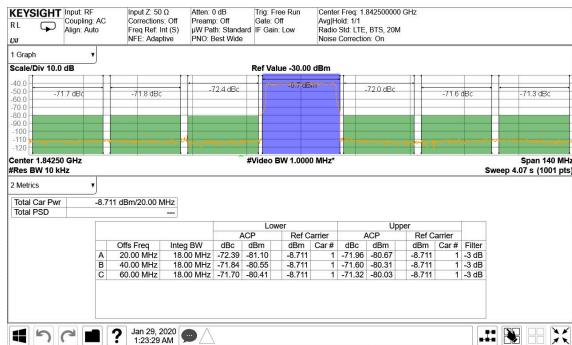 KEYSIGHT Input: RF Input Z: 50 Ω Atten: 0 dB Trig: Free Run Center Freq: 1.842500000 GHz
RL Coupling: AC Corrections: Off Preamp: Off Gate: Off Avg|Hold: 1/1
Align: Auto Freq Ref: Int (S) µW Path: Standard IF Gain: Low Radio Std: LTE, BTS, 20M
LXI NFE: Adaptive PNO: Best Wide Noise Correction: On
1 Graph
Scale/Div 10.0 dB Ref Value -30.00 dBm
-40.0
-50.0
-60.0
-70.0
-80.0
-90.0
-100
-110
-120
-71.7 dBc -71.8 dBc -72.4 dBc -8.7 dBm -72.0 dBc -71.6 dBc -71.3 dBc
Center 1.84250 GHz #Video BW 1.0000 MHz* Span 140 MHz
#Res BW 10 kHz Sweep 4.07 s (1001 pts)
2 Metrics
Total Car Pwr -8.711 dBm/20.00 MHz
Total PSD ---
Lower Upper
ACP Ref Carrier ACP Ref Carrier
Offs Freq Integ BW dBc dBm dBm Car # dBc dBm dBm Car # Filter
A 20.00 MHz 18.00 MHz -72.39 -81.10 -8.711 1 -71.96 -80.67 -8.711 1 -3 dB
B 40.00 MHz 18.00 MHz -71.84 -80.55 -8.711 1 -71.60 -80.31 -8.711 1 -3 dB
C 60.00 MHz 18.00 MHz -71.70 -80.41 -8.711 1 -71.32 -80.03 -8.711 1 -3 dB
? Jan 29, 2020
1:23:29 AM